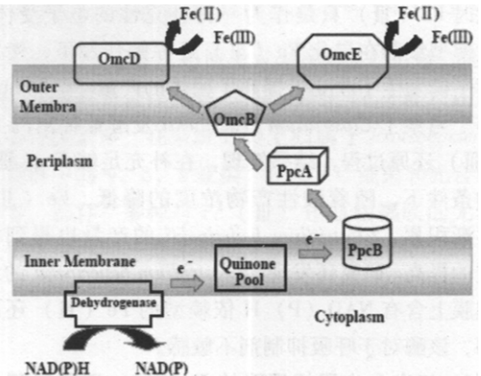 Fe(II)
Fe(III)
Fe(II)
Fe(III)
OmcD
OmcE
Outer
Membra
OmcB
Periplasm
PpcA
PpcB
Inner Membrane
e⁻
e⁻
Quinone
Pool
Dehydrogenase
Cytoplasm
NAD(P)H
NAD(P)